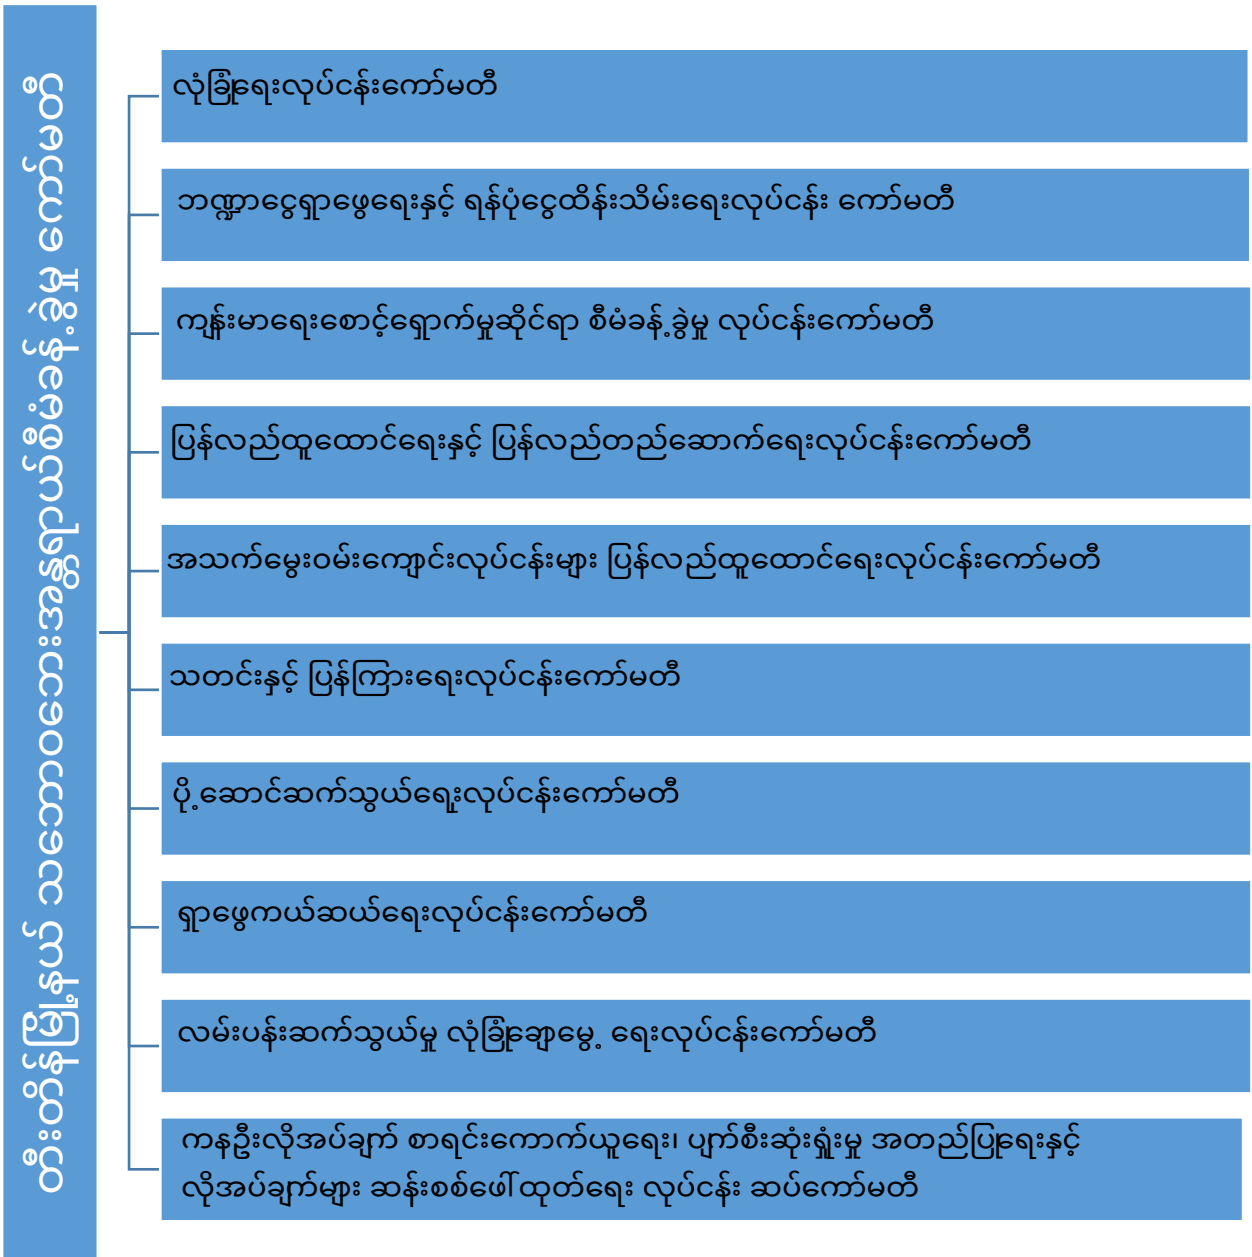 တီးတိန်မြို့နယ် သဘာဝဘေးအန္တရာယ်စီမံခန့်ခွဲမှု ကော်မတီ
လုံခြုံရေးလုပ်ငန်းကော်မတီ
ဘဏ္ဍာငွေရှာဖွေရေးနှင့် ရန်ပုံငွေထိန်းသိမ်းရေးလုပ်ငန်း ကော်မတီ
ကျန်းမာရေးစောင့်ရှောက်မှုဆိုင်ရာ စီမံခန့်ခွဲမှု လုပ်ငန်းကော်မတီ
ပြန်လည်ထူထောင်ရေးနှင့် ပြန်လည်တည်ဆောက်ရေးလုပ်ငန်းကော်မတီ
အသက်မွေးဝမ်းကျောင်းလုပ်ငန်းများ ပြန်လည်ထူထောင်ရေးလုပ်ငန်းကော်မတီ
သတင်းနှင့် ပြန်ကြားရေးလုပ်ငန်းကော်မတီ
ပို့ဆောင်ဆက်သွယ်ရေးလုပ်ငန်းကော်မတီ
ရှာဖွေကယ်ဆယ်ရေးလုပ်ငန်းကော်မတီ
လမ်းပန်းဆက်သွယ်မှု လုံခြုံချောမွေ့ ရေးလုပ်ငန်းကော်မတီ
ကနဦးလိုအပ်ချက် စာရင်းကောက်ယူရေး၊ ပျက်စီးဆုံးရှုံးမှု အတည်ပြုရေးနှင့်
လိုအပ်ချက်များ ဆန်းစစ်ဖေါ်ထုတ်ရေး လုပ်ငန်း ဆပ်ကော်မတီ